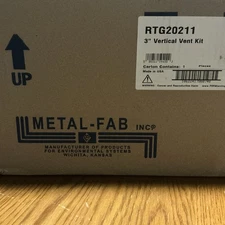 RTG20211
3" Vertical Vent Kit
Carton Contains: 1
Made in USA
UP
METAL-FAB INCP
MANUFACTURERS OF PRODUCTS
FOR ENVIRONMENTAL SYSTEMS
WICHITA, KANSAS